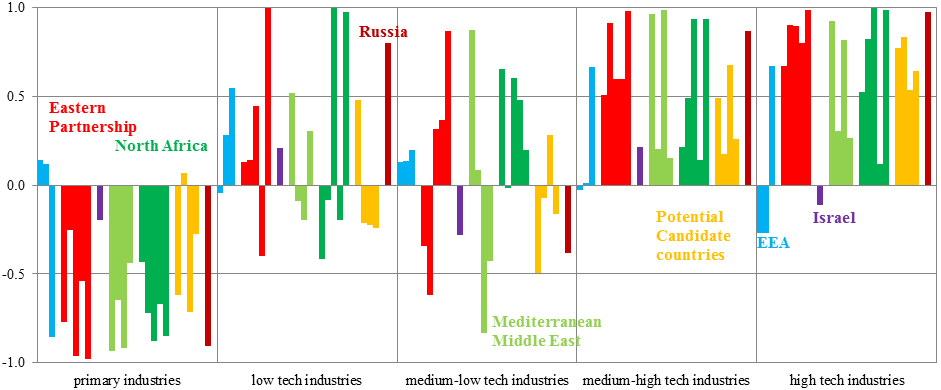 1.0
0.5
0.0
-0.5
-1.0
Eastern
Partnership
North Africa
Russia
Mediterranean
Middle East
Potential
Candidate
countries
EEA
Israel
primary industries
low tech industries
medium-low tech industries
medium-high tech industries
high tech industries